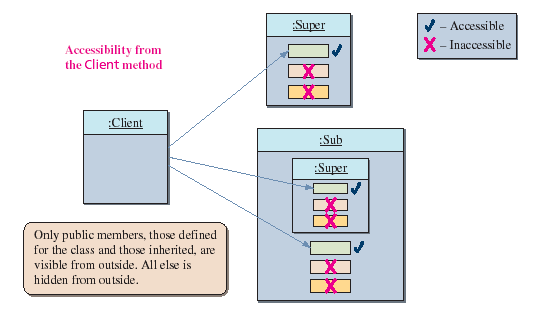 :Super
– Accessible
– Inaccessible
Accessibility from
the Client method
:Client
:Sub
:Super
Only public members, those defined
for the class and those inherited, are
visible from outside. All else is
hidden from outside.